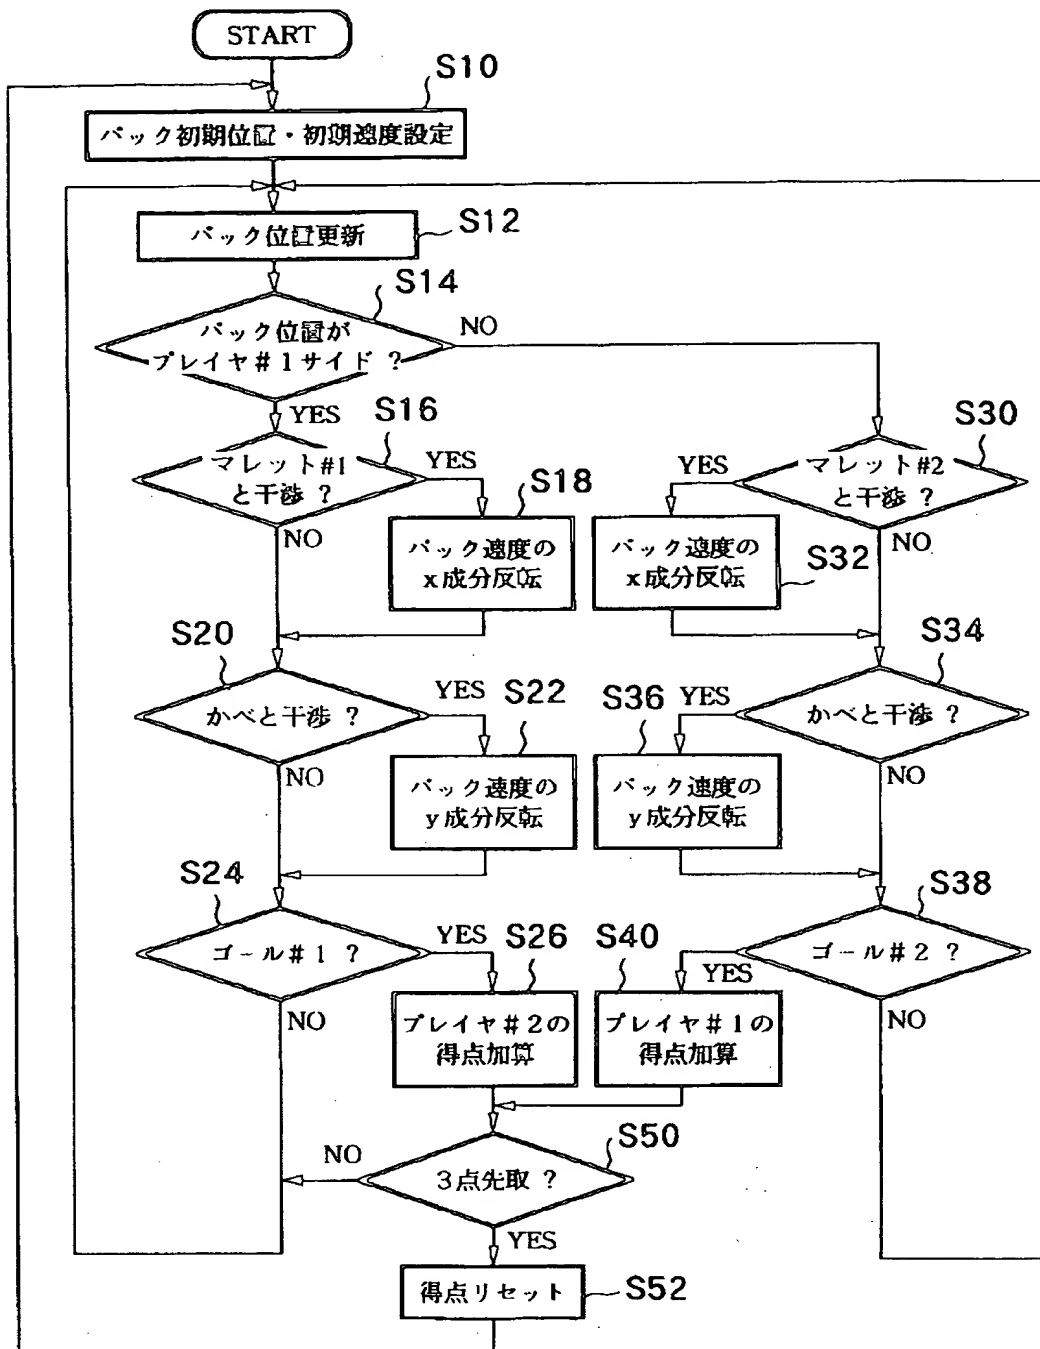 START
S10
パック初期位置・初期速度設定
パック位置更新
S12
S14
パック位置が
プレイヤ#1サイド ?
NO
YES
S16
マレット#1
と干渉 ?
YES
NO
S18
パック速度の
x成分反転
S30
マレット#2
と干渉 ?
YES
NO
パック速度の
x成分反転
S32
S20
かべと干渉 ?
YES
NO
S22
パック速度の
y成分反転
S34
かべと干渉 ?
YES
NO
S36
パック速度の
y成分反転
S24
ゴール#1 ?
YES
NO
S26
プレイヤ#2の
得点加算
S38
ゴール#2 ?
YES
NO
S40
プレイヤ#1の
得点加算
S50
3点先取 ?
NO
YES
得点リセット
S52